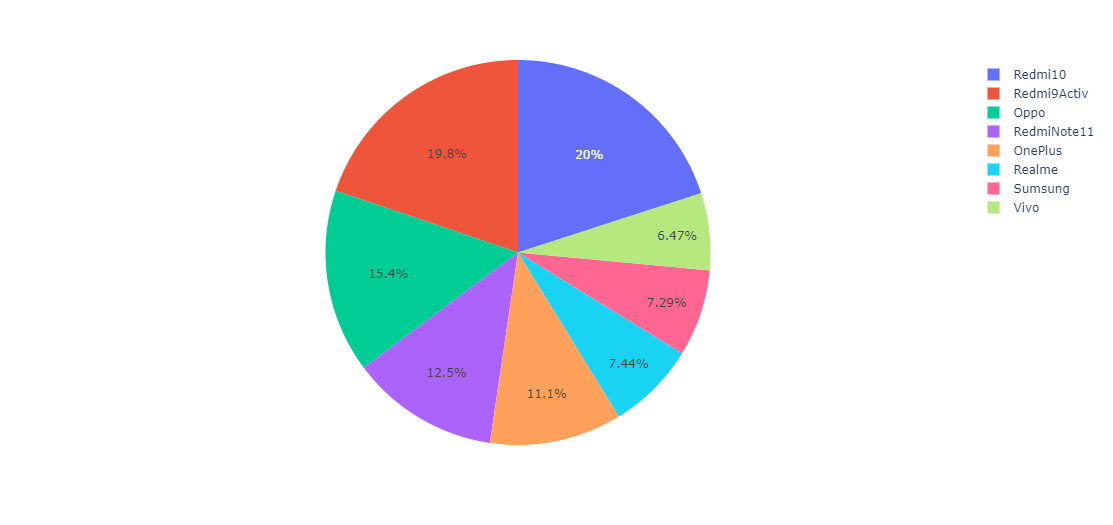 20%
19.8%
15.4%
12.5%
11.1%
7.44%
7.29%
6.47%
Redmi10
Redmi9Activ
Oppo
RedmiNote11
OnePlus
Realme
Sumsung
Vivo